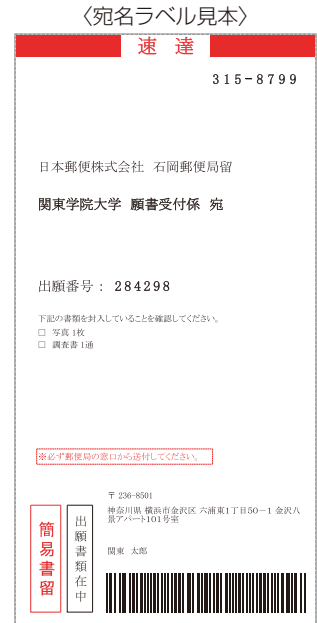 〈宛名ラベル見本〉
速 達
315-8799
日本郵便株式会社 石岡郵便局留
関東学院大学 願書受付係 宛
出願番号： 284298
下記の書類を封入していることを確認してください。
□ 写真1枚
□ 調査書1通
※必ず郵便局の窓口から送付してください。
〒 236-8501
神奈川県 横浜市金沢区 六浦東1丁目50－1 金沢八
景アパート101号室
関東 太郎
簡易書留
出願書類在中